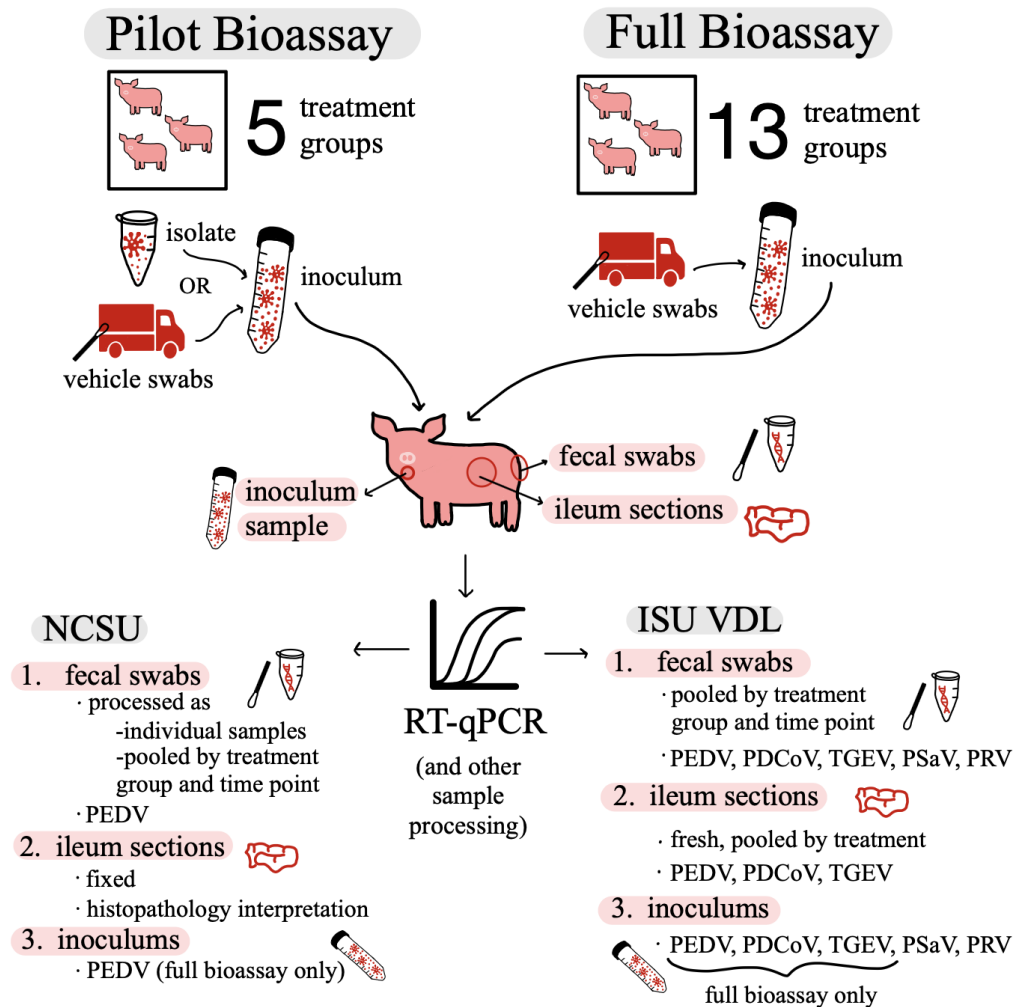 Pilot Bioassay
5 treatment
groups
isolate
OR
inoculum
vehicle swabs
Full Bioassay
13 treatment
groups
inoculum
vehicle swabs
inoculum
sample
fecal swabs
ileum sections
RT-qPCR
(and other
sample
processing)
NCSU
1. fecal swabs
· processed as
-individual samples
-pooled by treatment
group and time point
· PEDV
2. ileum sections
· fixed
· histopathology interpretation
3. inoculums
· PEDV (full bioassay only)
ISU VDL
1. fecal swabs
· pooled by treatment
group and time point
· PEDV, PDCoV, TGEV, PSaV, PRV
2. ileum sections
· fresh, pooled by treatment
· PEDV, PDCoV, TGEV
3. inoculums
· PEDV, PDCoV, TGEV, PSaV, PRV
full bioassay only